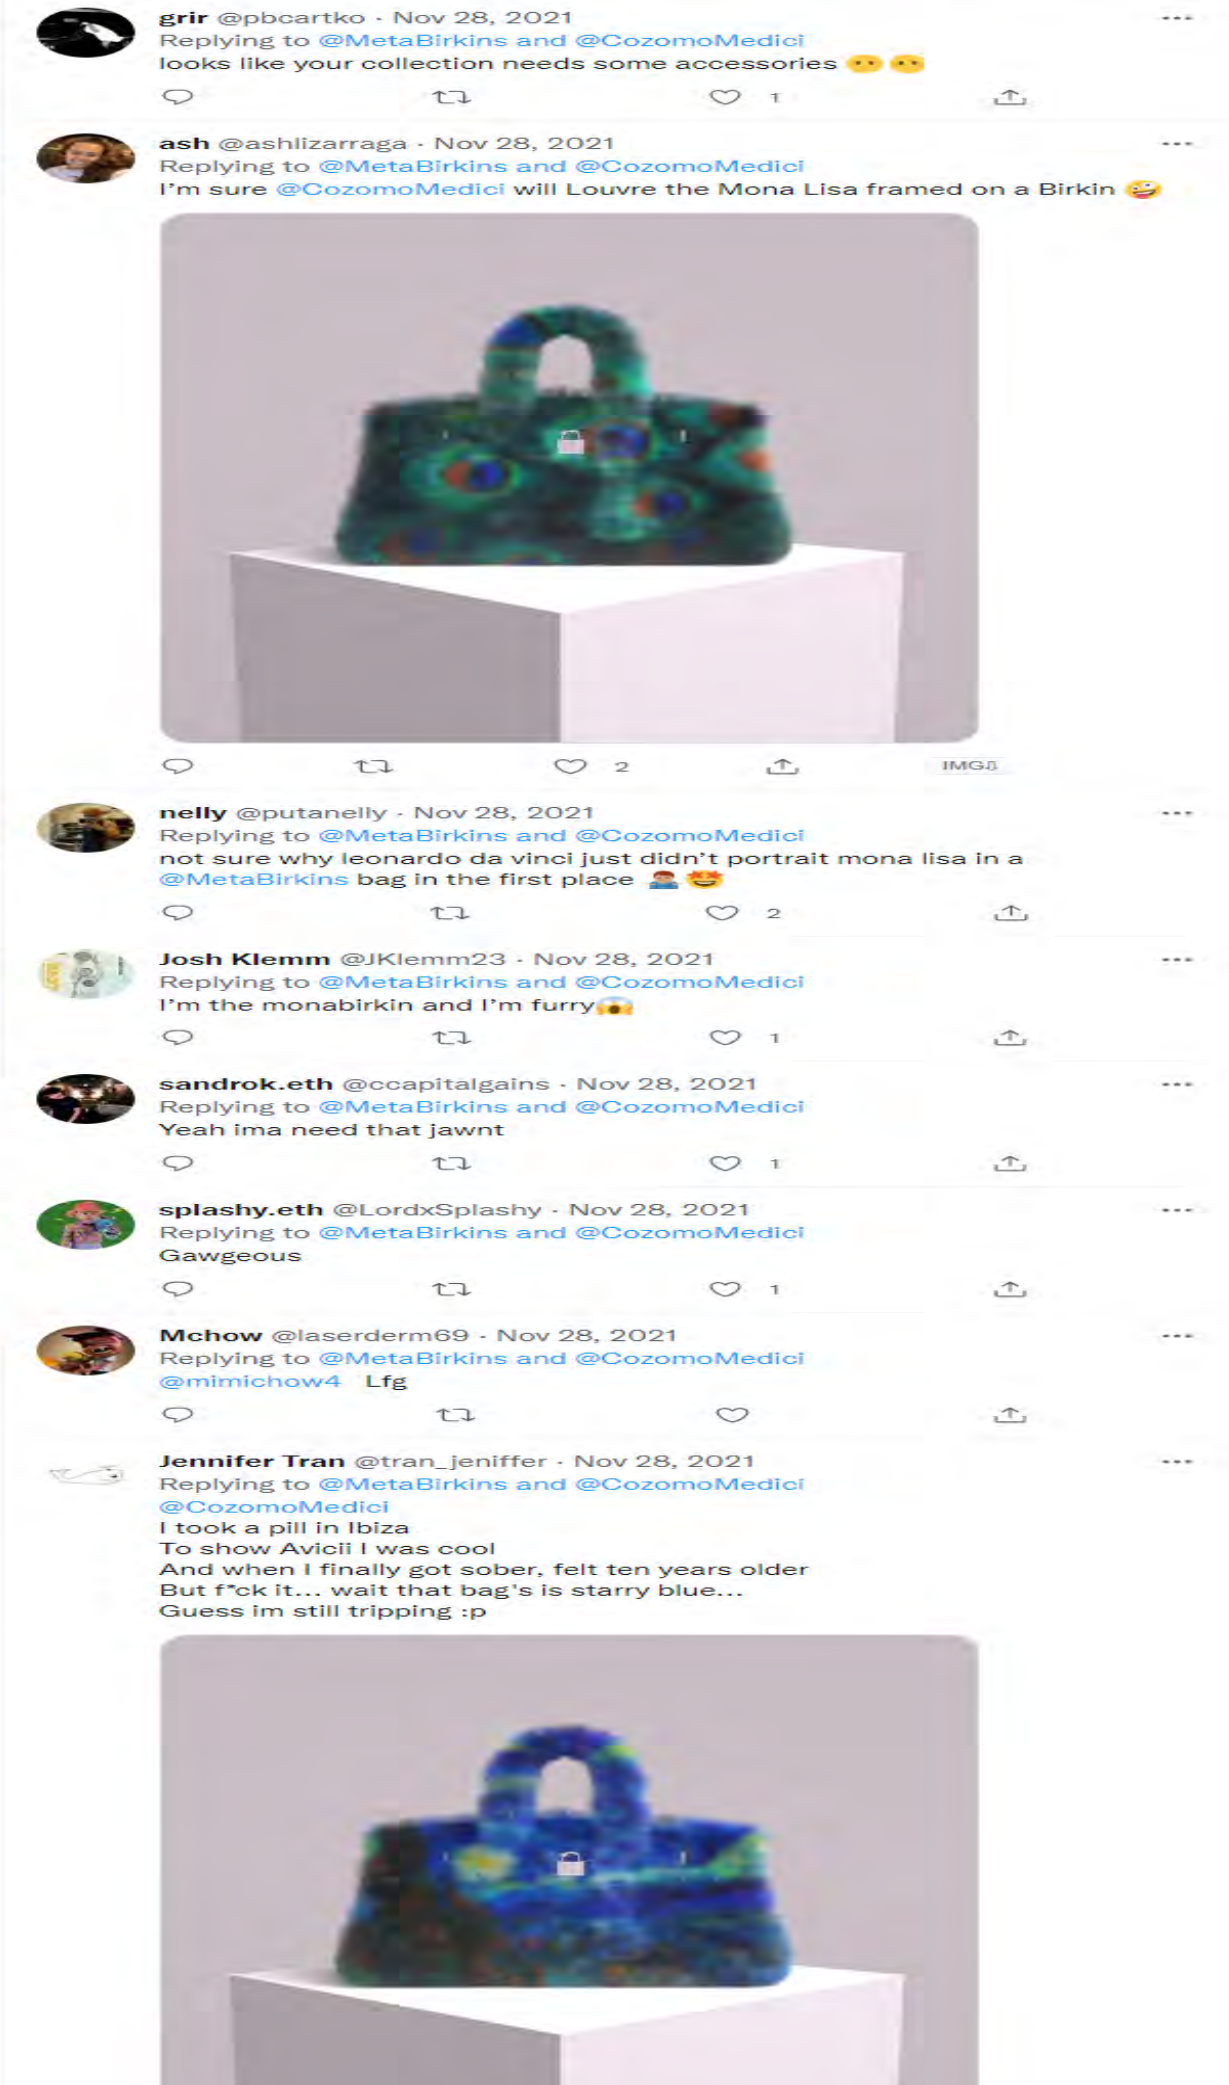 grir @pbcartko · Nov 28, 2021
Replying to @MetaBirkins and @CozomoMedici
looks like your collection needs some accessories
1
ash @ashlizarraga · Nov 28, 2021
Replying to @MetaBirkins and @CozomoMedici
I'm sure @CozomoMedici will Louvre the Mona Lisa framed on a Birkin 🤪
2 IMG⇩
nelly @putanelly · Nov 28, 2021
Replying to @MetaBirkins and @CozomoMedici
not sure why leonardo da vinci just didn't portrait mona lisa in a
@MetaBirkins bag in the first place 🤷🏽‍♂️🤩
2
Josh Klemm @JKlemm23 · Nov 28, 2021
Replying to @MetaBirkins and @CozomoMedici
I'm the monabirkin and I'm furry😱
1
sandrok.eth @ccapitalgains · Nov 28, 2021
Replying to @MetaBirkins and @CozomoMedici
Yeah ima need that jawnt
1
splashy.eth @LordxSplashy · Nov 28, 2021
Replying to @MetaBirkins and @CozomoMedici
Gawgeous
1
Mchow @laserderm69 · Nov 28, 2021
Replying to @MetaBirkins and @CozomoMedici
@mimichow4 Lfg
Jennifer Tran @tran_jeniffer · Nov 28, 2021
Replying to @MetaBirkins and @CozomoMedici
@CozomoMedici
I took a pill in Ibiza
To show Avicii I was cool
And when I finally got sober, felt ten years older
But f*ck it... wait that bag's is starry blue...
Guess im still tripping :p